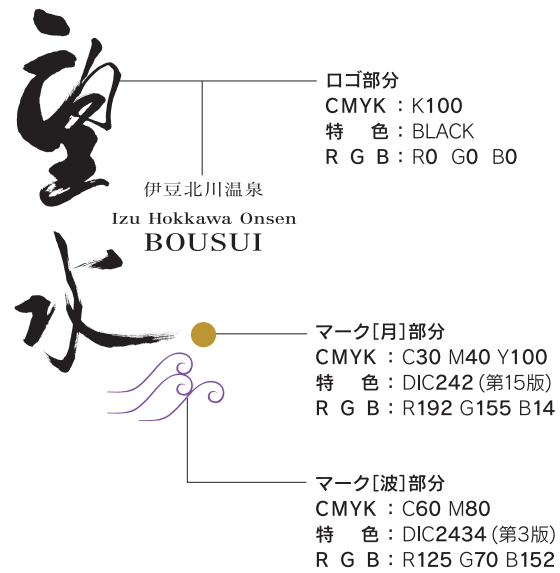 望水
伊豆北川温泉
Izu Hokkawa Onsen
BOUSUI
ロゴ部分
CMYK：K100
特　色：BLACK
R G B：R0 G0 B0
マーク[月]部分
CMYK：C30 M40 Y100
特　色：DIC242（第15版）
R G B：R192 G155 B14
マーク[波]部分
CMYK：C60 M80
特　色：DIC2434（第3版）
R G B：R125 G70 B152